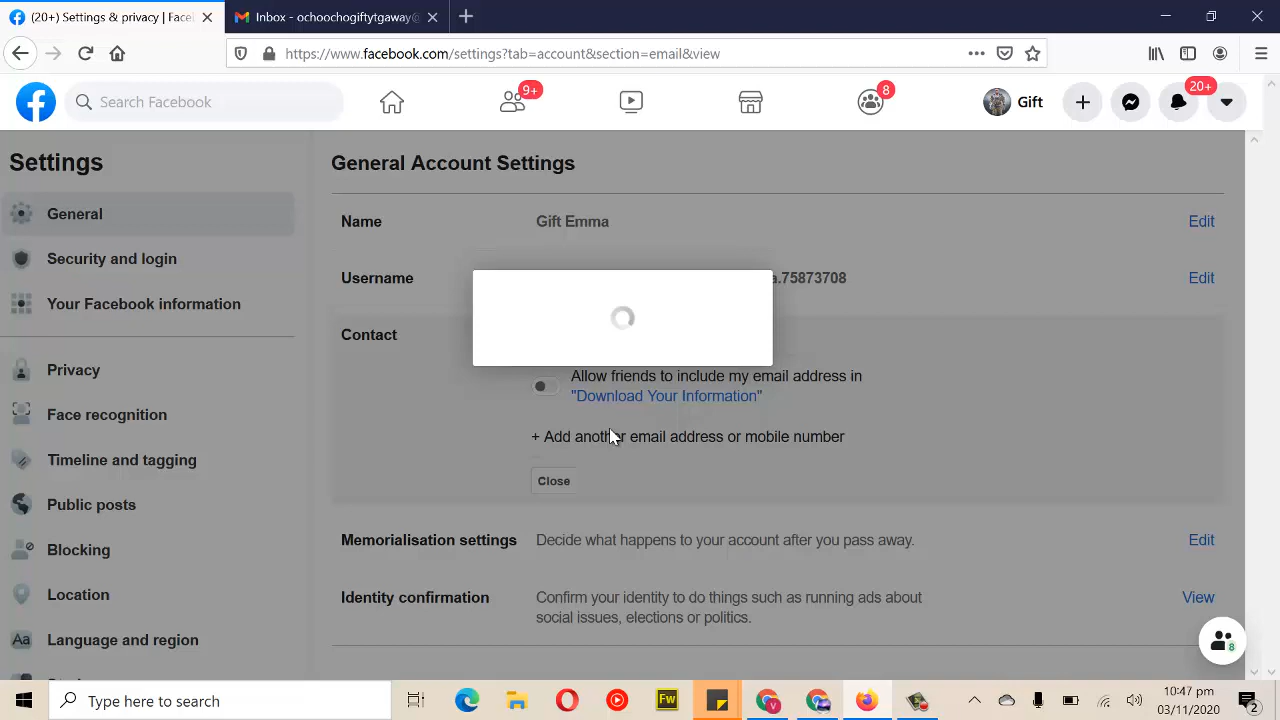 (20+) Settings & privacy | Face
Inbox - ochoochogiftytgaway@
https://www.facebook.com/settings?tab=account&section=email&view
Search Facebook
9+
8
Gift
20+
Settings
General
Security and login
Your Facebook information
Privacy
Face recognition
Timeline and tagging
Public posts
Blocking
Location
Language and region
General Account Settings
Name
Gift Emma
Edit
Username
a.75873708
Edit
Contact
Allow friends to include my email address in
"Download Your Information"
+ Add another email address or mobile number
Close
Memorialisation settings
Decide what happens to your account after you pass away.
Edit
Identity confirmation
Confirm your identity to do things such as running ads about
social issues, elections or politics.
View
8
Type here to search
Fw
V
10:47 pm
03/11/2020
2